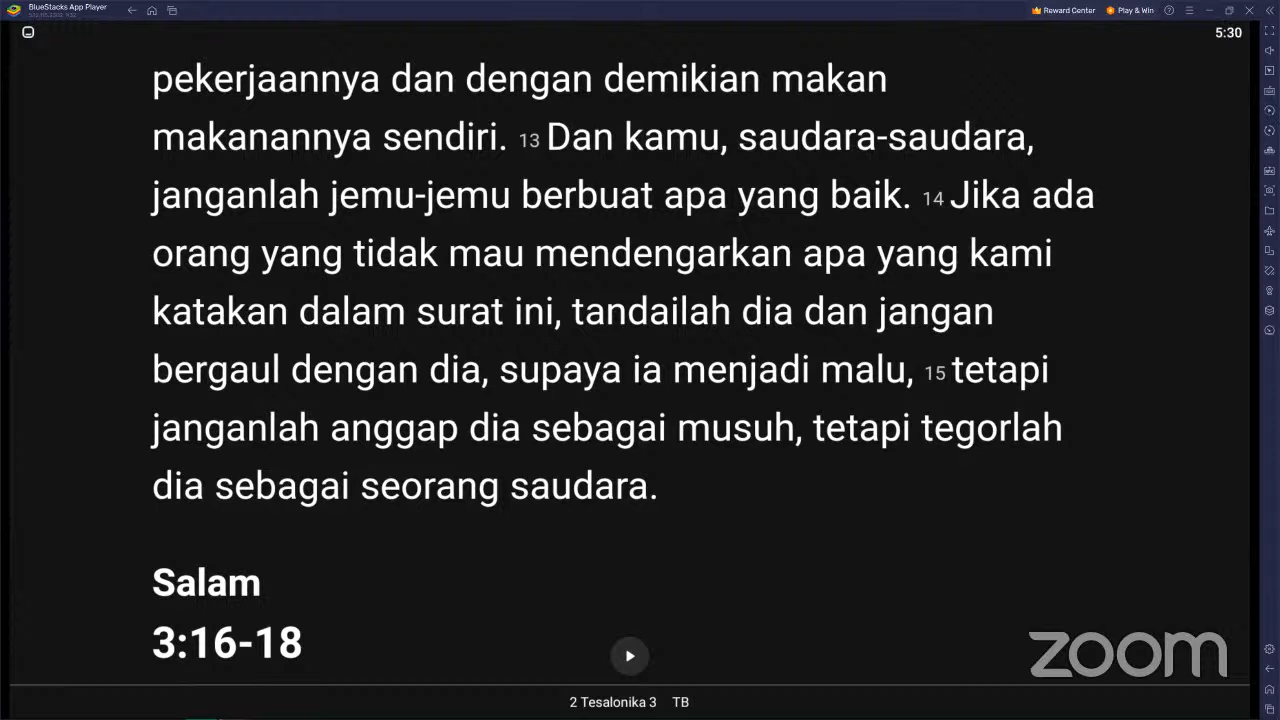 BlueStacks App Player
Reward Center
Play & Win
5:30
pekerjaannya dan dengan demikian makan
makanannya sendiri. 13 Dan kamu, saudara-saudara,
janganlah jemu-jemu berbuat apa yang baik. 14 Jika ada
orang yang tidak mau mendengarkan apa yang kami
katakan dalam surat ini, tandailah dia dan jangan
bergaul dengan dia, supaya ia menjadi malu, 15 tetapi
janganlah anggap dia sebagai musuh, tetapi tegorlah
dia sebagai seorang saudara.
Salam
3:16-18
zoom
2 Tesalonika 3 TB